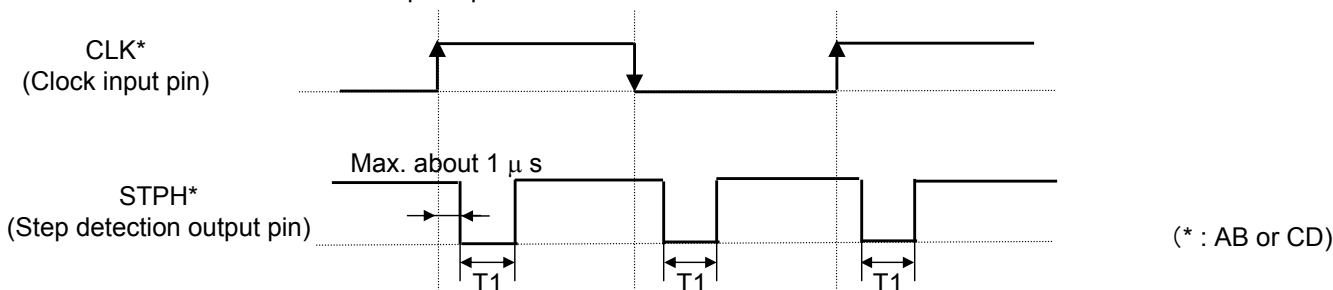 CLK*
(Clock input pin)
Max. about 1 μ s
STPH*
(Step detection output pin)
(* : AB or CD)
T1 T1 T1